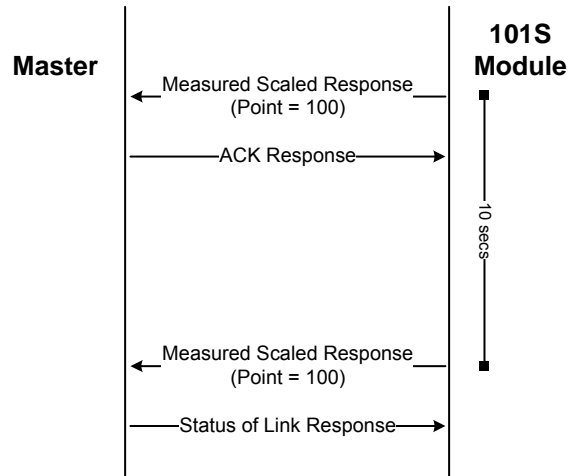 Master
101S
Module
Measured Scaled Response
(Point = 100)
ACK Response
10 secs
Measured Scaled Response
(Point = 100)
Status of Link Response